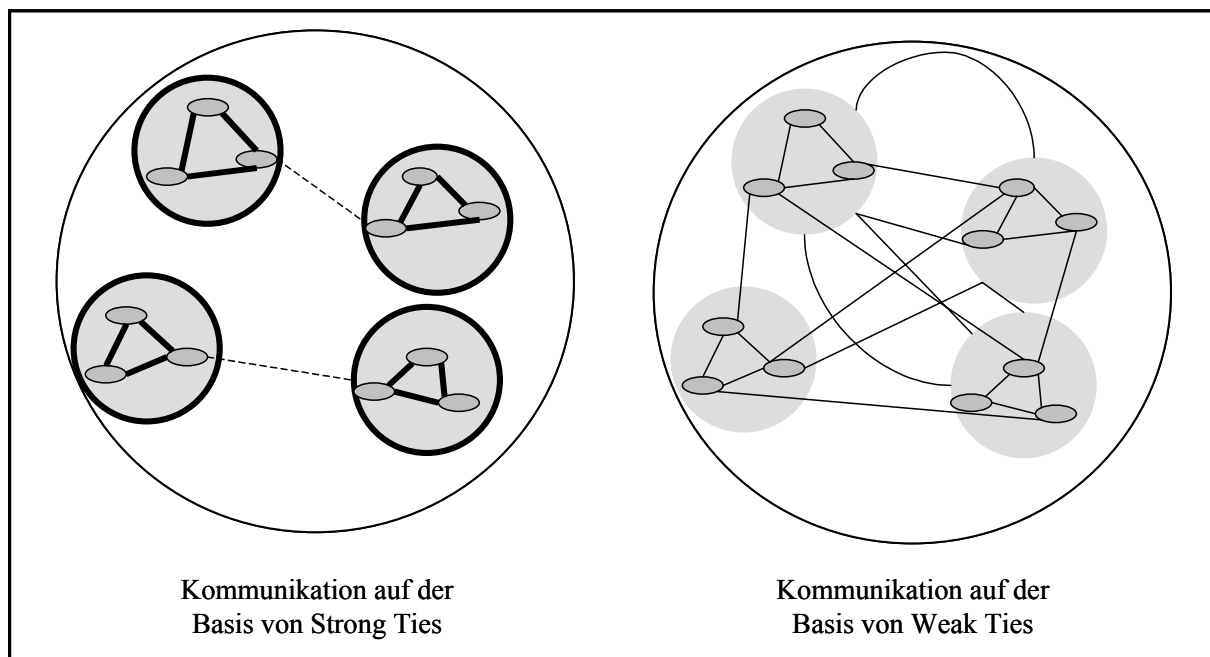 Kommunikation auf der
Basis von Strong Ties
Kommunikation auf der
Basis von Weak Ties